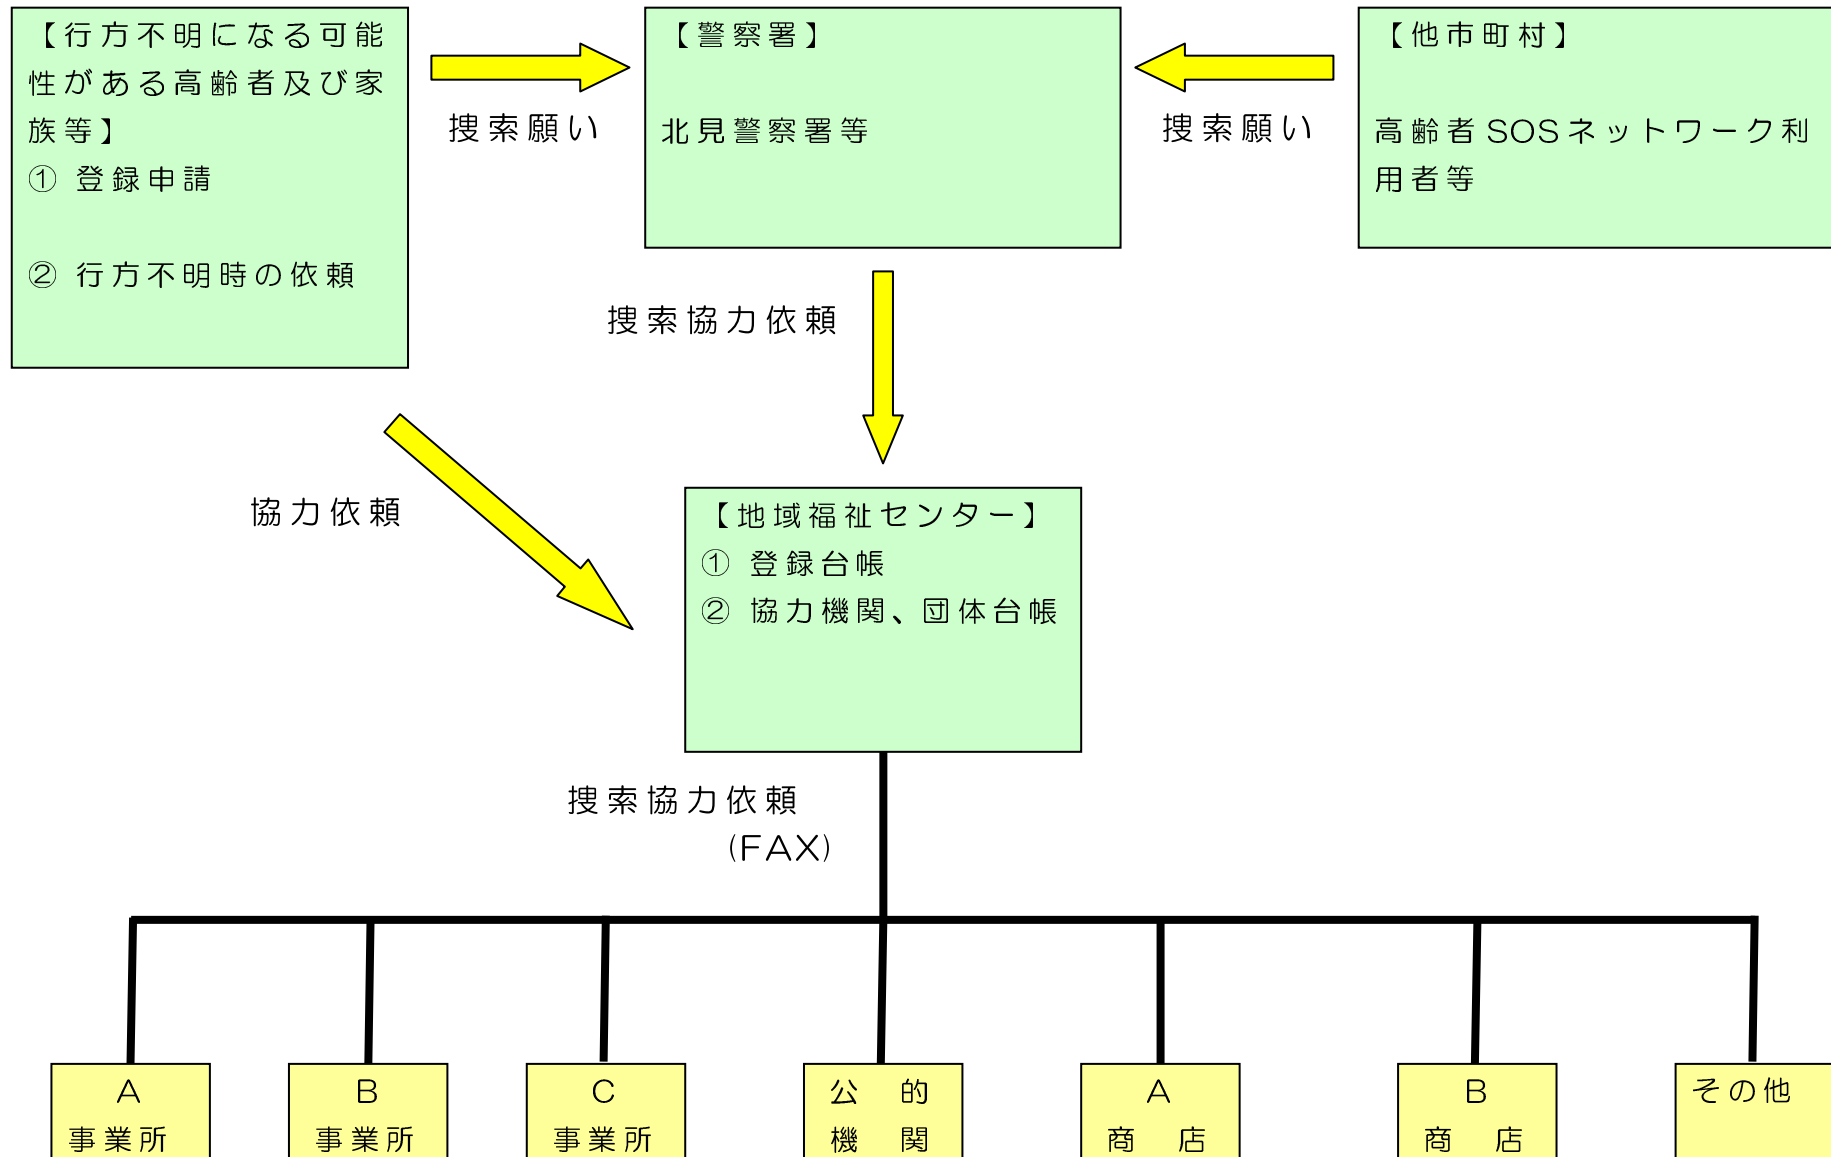 【行方不明になる可能
性がある高齢者及び家
族等】
① 登録申請
② 行方不明時の依頼
捜索願い
【警察署】
北見警察署等
捜索願い
【他市町村】
高齢者SOSネットワーク利
用者等
捜索協力依頼
協力依頼
【地域福祉センター】
① 登録台帳
② 協力機関、団体台帳
捜索協力依頼
(FAX)
A
事業所
B
事業所
C
事業所
公 的
機 関
A
商 店
B
商 店
その他